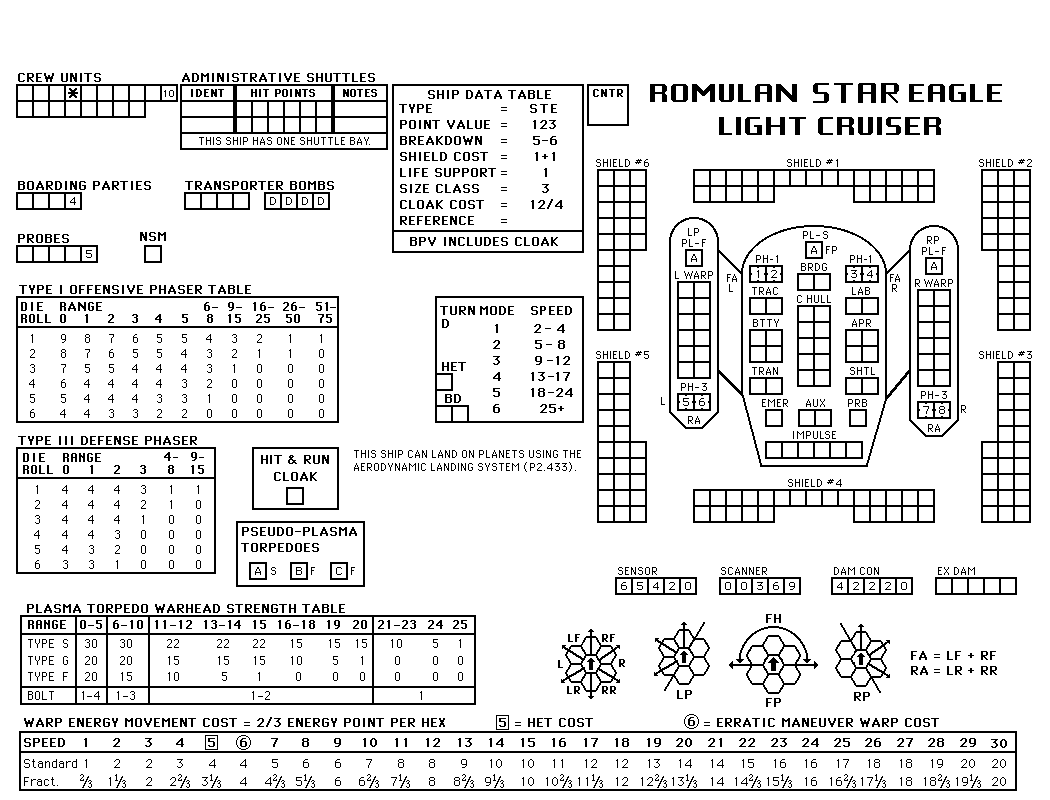 ROMULAN STAR EAGLE
LIGHT CRUISER
CREW UNITS
10
ADMINISTRATIVE SHUTTLES
IDENT HIT POINTS NOTES
THIS SHIP HAS ONE SHUTTLE BAY.
SHIP DATA TABLE
TYPE = STE
POINT VALUE = 123
BREAKDOWN = 5-6
SHIELD COST = 1+1
LIFE SUPPORT = 1
SIZE CLASS = 3
CLOAK COST = 12/4
REFERENCE =
BPV INCLUDES CLOAK
CNTR
BOARDING PARTIES
4
TRANSPORTER BOMBS
D D D D
PROBES
5
NSM
TYPE I OFFENSIVE PHASER TABLE
DIE RANGE 6- 9- 16- 26- 51-
ROLL 0 1 2 3 4 5 8 15 25 50 75
1 9 8 7 6 5 5 4 3 2 1 1
2 8 7 6 5 5 4 3 2 1 1 0
3 7 5 5 4 4 4 3 1 0 0 0
4 6 4 4 4 4 3 2 0 0 0 0
5 5 4 4 4 3 3 1 0 0 0 0
6 4 4 3 3 2 2 0 0 0 0 0
TURN MODE SPEED
D 1 2-4
2 5-8
3 9-12
HET
4 13-17
BD
5 18-24
6 25+
TYPE III DEFENSE PHASER
DIE RANGE 4- 9-
ROLL 0 1 2 3 8 15
1 4 4 4 3 1 1
2 4 4 4 2 1 0
3 4 4 4 1 0 0
4 4 4 3 0 0 0
5 4 3 2 0 0 0
6 3 3 1 0 0 0
HIT & RUN
CLOAK
THIS SHIP CAN LAND ON PLANETS USING THE
AERODYNAMIC LANDING SYSTEM (P2.433).
PSEUDO-PLASMA
TORPEDOES
A S B F C F
SHIELD #6
SHIELD #1
SHIELD #2
SHIELD #5
SHIELD #3
SHIELD #4
LP
PL-F
A
L WARP
PH-3
L 5 6
RA
PL-S
A FP
PH-1
1 2
BRDG
PH-1
3 4
FA
L
FA
R
TRAC
C HULL
LAB
BTTY
APR
TRAN
SHTL
EMER
AUX
PRB
IMPULSE
RP
PL-F
A
R WARP
PH-3
7 8 R
RA
SENSOR
6 5 4 2 0
SCANNER
0 0 3 6 9
DAM CON
4 2 2 2 0
EX DAM
PLASMA TORPEDO WARHEAD STRENGTH TABLE
RANGE 0-5 6-10 11-12 13-14 15 16-18 19 20 21-23 24 25
TYPE S 30 30 22 22 22 15 15 15 10 5 1
TYPE G 20 20 15 15 15 10 5 1 0 0 0
TYPE F 20 15 10 5 1 0 0 0 0 0 0
BOLT 1-4 1-3 1-2 1
LF RF
L R
LR RR
LP
FH
FP
RP
FA = LF + RF
RA = LR + RR
WARP ENERGY MOVEMENT COST = 2/3 ENERGY POINT PER HEX 5 = HET COST 6 = ERRATIC MANEUVER WARP COST
SPEED 1 2 3 4 5 6 7 8 9 10 11 12 13 14 15 16 17 18 19 20 21 22 23 24 25 26 27 28 29 30
Standard 1 2 2 3 4 4 5 6 6 7 8 8 9 10 10 11 12 12 13 14 14 15 16 16 17 18 18 19 20 20
Fract. ⅔ 1⅓ 2 2⅔ 3⅓ 4 4⅔ 5⅓ 6 6⅔ 7⅓ 8 8⅔ 9⅓ 10 10⅔ 11⅓ 12 12⅔ 13⅓ 14 14⅔ 15⅓ 16 16⅔ 17⅓ 18 18⅔ 19⅓ 20